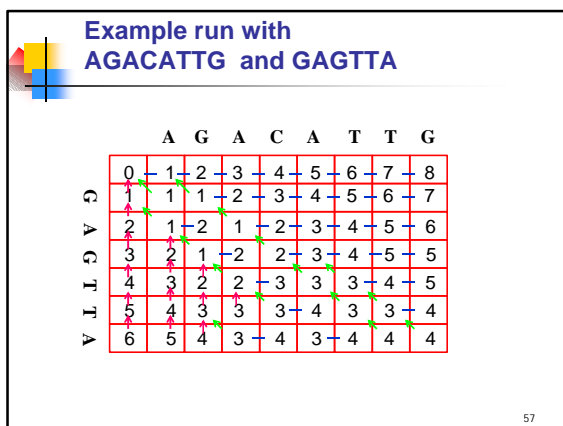 Example run with
AGACATTG and GAGTTA
A G A C A T T G
0 1 2 3 4 5 6 7 8
G 1 1 1 2 3 4 5 6 7
A 2 1 2 1 2 3 4 5 6
G 3 2 1 2 2 3 4 5 5
T 4 3 2 2 3 3 3 4 5
T 5 4 3 3 3 4 3 3 4
A 6 5 4 3 4 3 4 4 4
57